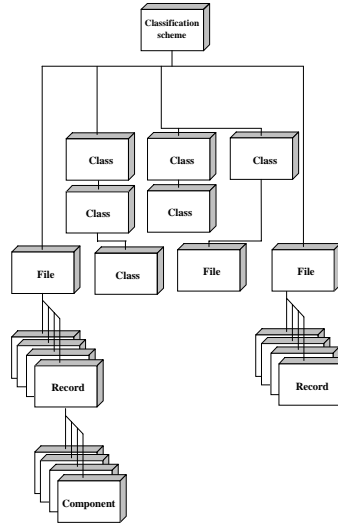 Classification
scheme
Class
Class
Class
Class
Class
File
Class
File
File
Record
Record
Component